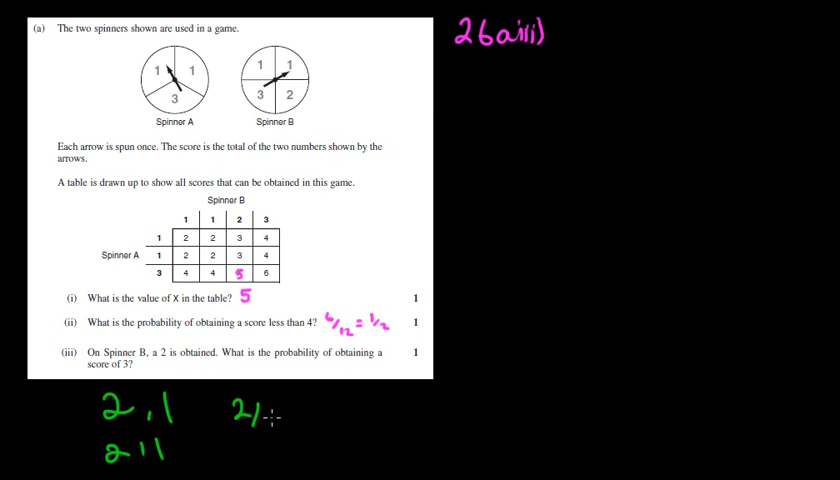 26 a iii)
(a) The two spinners shown are used in a game.
1 1 3
1 1 3 2
Spinner A Spinner B
Each arrow is spun once. The score is the total of the two numbers shown by the
arrows.
A table is drawn up to show all scores that can be obtained in this game.
Spinner B
1 1 2 3
1 2 2 3 4
Spinner A 1 2 2 3 4
3 4 4 5 6
(i) What is the value of X in the table? 5 1
(ii) What is the probability of obtaining a score less than 4? 6/12 = 1/2 1
(iii) On Spinner B, a 2 is obtained. What is the probability of obtaining a 1
score of 3?
2,1 2/
2,1